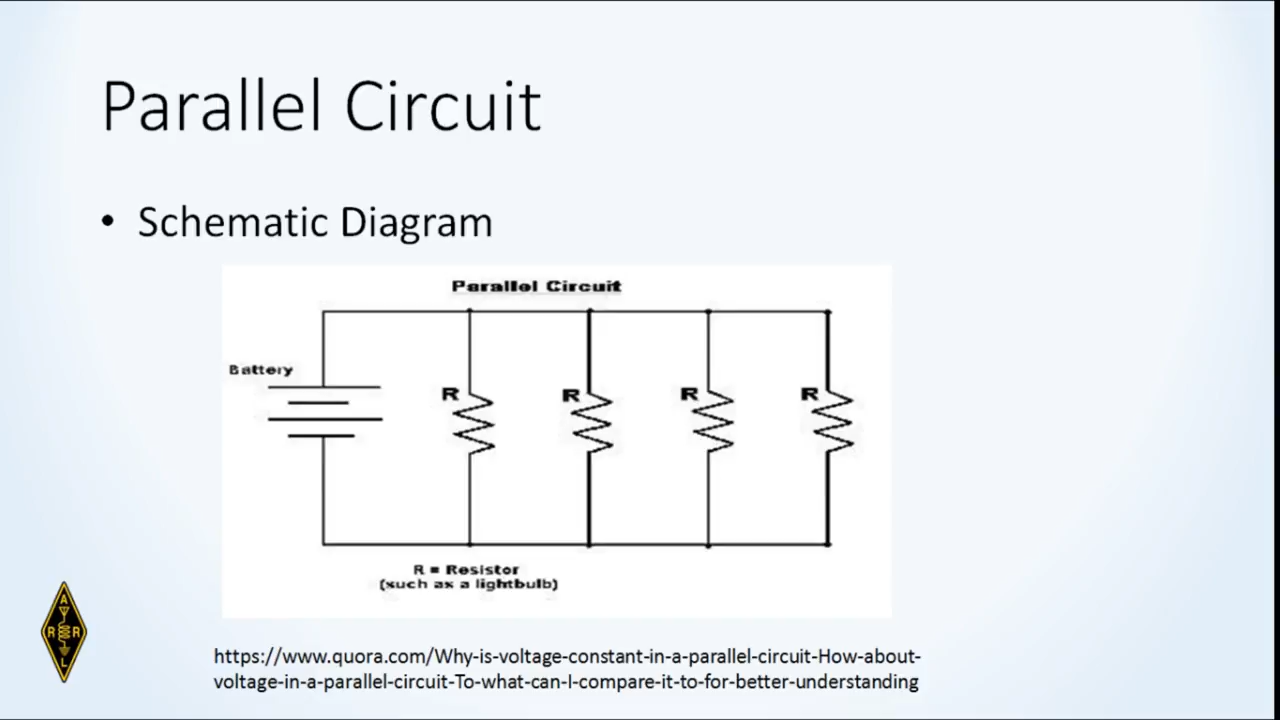 Parallel Circuit
• Schematic Diagram
Parallel Circuit
Battery
R R R R
R = Resistor
(such as a lightbulb)
A
R R
L
https://www.quora.com/Why-is-voltage-constant-in-a-parallel-circuit-How-about-
voltage-in-a-parallel-circuit-To-what-can-I-compare-it-to-for-better-understanding